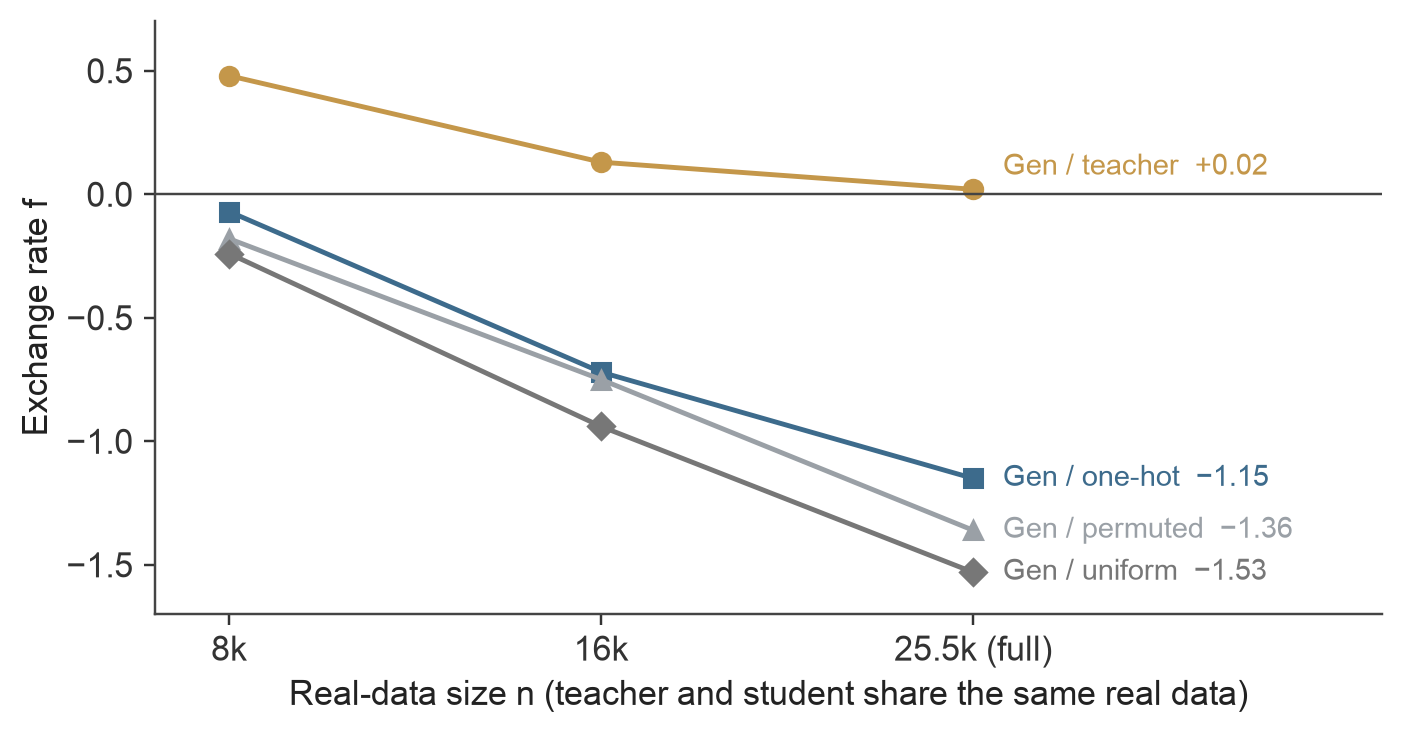 0.5
0.0
−0.5
−1.0
−1.5
Exchange rate f
Gen / teacher +0.02
Gen / one-hot −1.15
Gen / permuted −1.36
Gen / uniform −1.53
8k
16k
25.5k (full)
Real-data size n (teacher and student share the same real data)